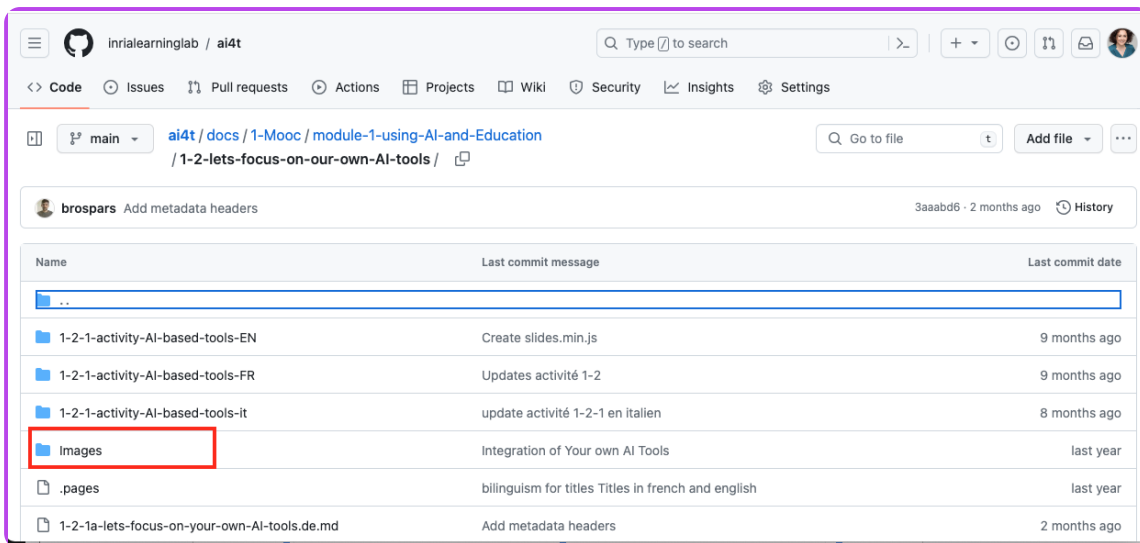 inrialearninglab / ai4t
Type / to search
Code Issues Pull requests Actions Projects Wiki Security Insights Settings
main
ai4t / docs / 1-Mooc / module-1-using-AI-and-Education
/ 1-2-lets-focus-on-our-own-AI-tools /
Go to file t
Add file
brospars Add metadata headers 3aaabd6 · 2 months ago History
Name Last commit message Last commit date
..
1-2-1-activity-AI-based-tools-EN Create slides.min.js 9 months ago
1-2-1-activity-AI-based-tools-FR Updates activité 1-2 9 months ago
1-2-1-activity-AI-based-tools-it update activité 1-2-1 en italien 8 months ago
Images Integration of Your own AI Tools last year
.pages bilinguism for titles Titles in french and english last year
1-2-1a-lets-focus-on-your-own-AI-tools.de.md Add metadata headers 2 months ago